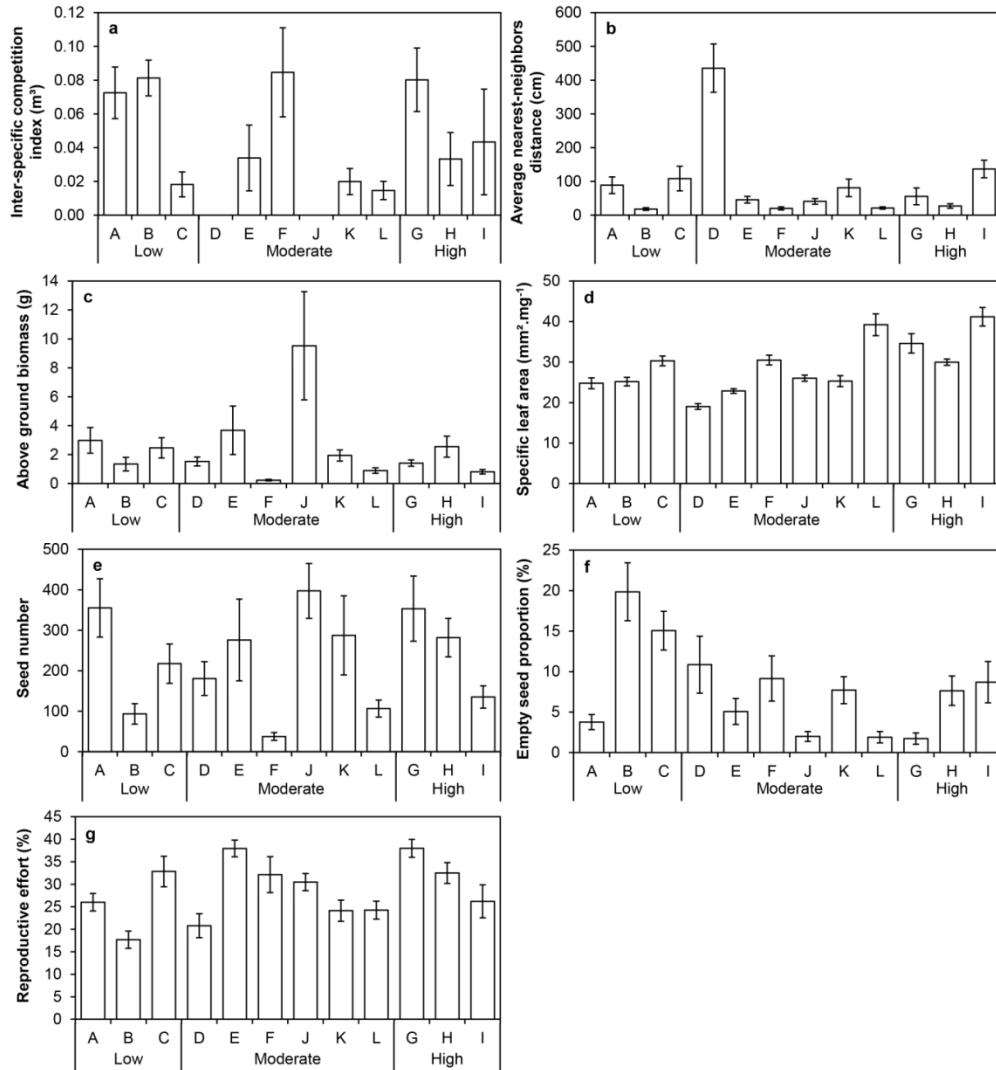 a
Inter-specific competition
index (m³)
0.12
0.10
0.08
0.06
0.04
0.02
0.00
A B C D E F J K L G H I
Low Moderate High
b
Average nearest-neighbors
distance (cm)
600
500
400
300
200
100
0
A B C D E F J K L G H I
Low Moderate High
c
Above ground biomass (g)
14
12
10
8
6
4
2
0
A B C D E F J K L G H I
Low Moderate High
d
Specific leaf area (mm².mg⁻¹)
50
40
30
20
10
0
A B C D E F J K L G H I
Low Moderate High
e
Seed number
500
400
300
200
100
0
A B C D E F J K L G H I
Low Moderate High
f
Empty seed proportion (%)
25
20
15
10
5
0
A B C D E F J K L G H I
Low Moderate High
g
Reproductive effort (%)
45
40
35
30
25
20
15
10
5
0
A B C D E F J K L G H I
Low Moderate High